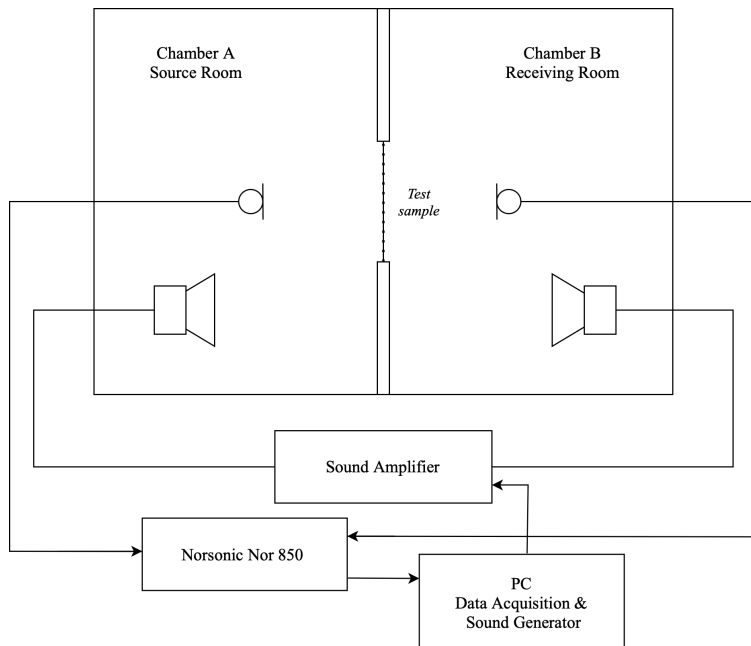 Chamber A
Source Room
Chamber B
Receiving Room
Test
sample
Sound Amplifier
Norsonic Nor 850
PC
Data Acquisition &
Sound Generator